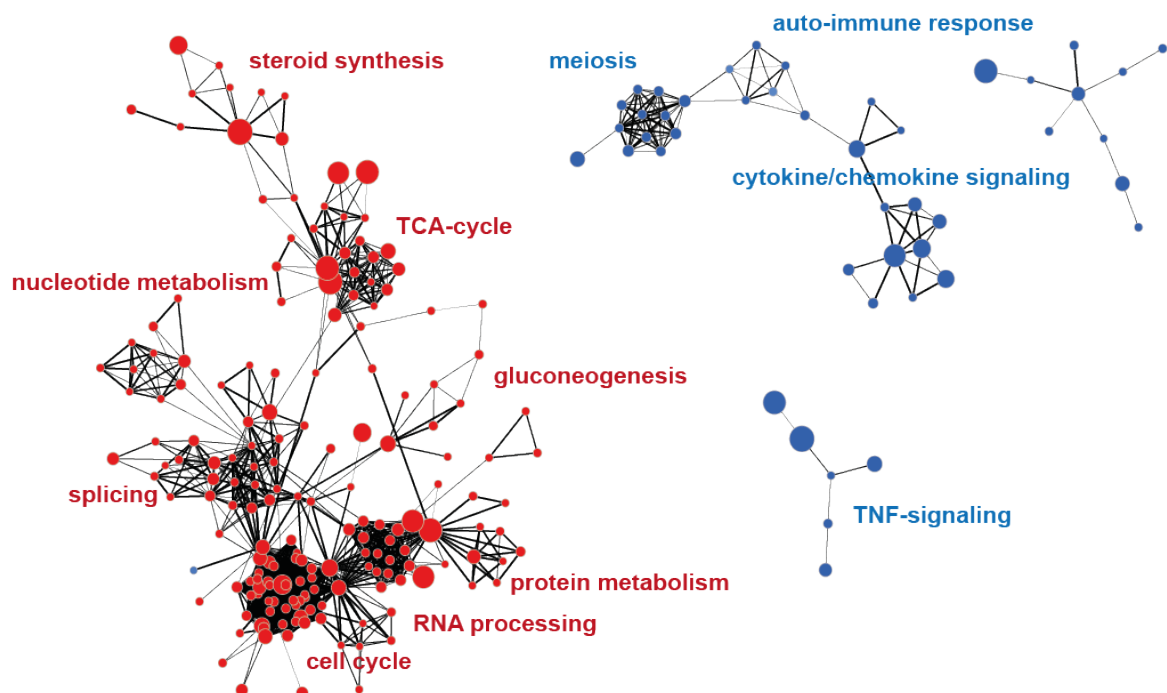 auto-immune response
steroid synthesis
meiosis
cytokine/chemokine signaling
TCA-cycle
nucleotide metabolism
gluconeogenesis
splicing
TNF-signaling
protein metabolism
RNA processing
cell cycle